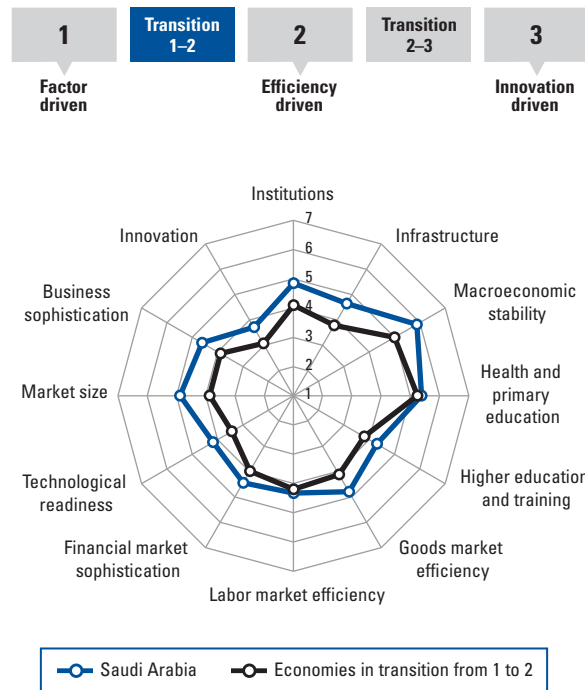 1
Transition
1–2
2
Transition
2–3
3
Factor
driven
Efficiency
driven
Innovation
driven
Institutions
7
6
5
4
3
2
1
Infrastructure
Macroeconomic
stability
Health and
primary
education
Higher education
and training
Goods market
efficiency
Labor market efficiency
Financial market
sophistication
Technological
readiness
Market size
Business
sophistication
Innovation
Saudi Arabia
Economies in transition from 1 to 2